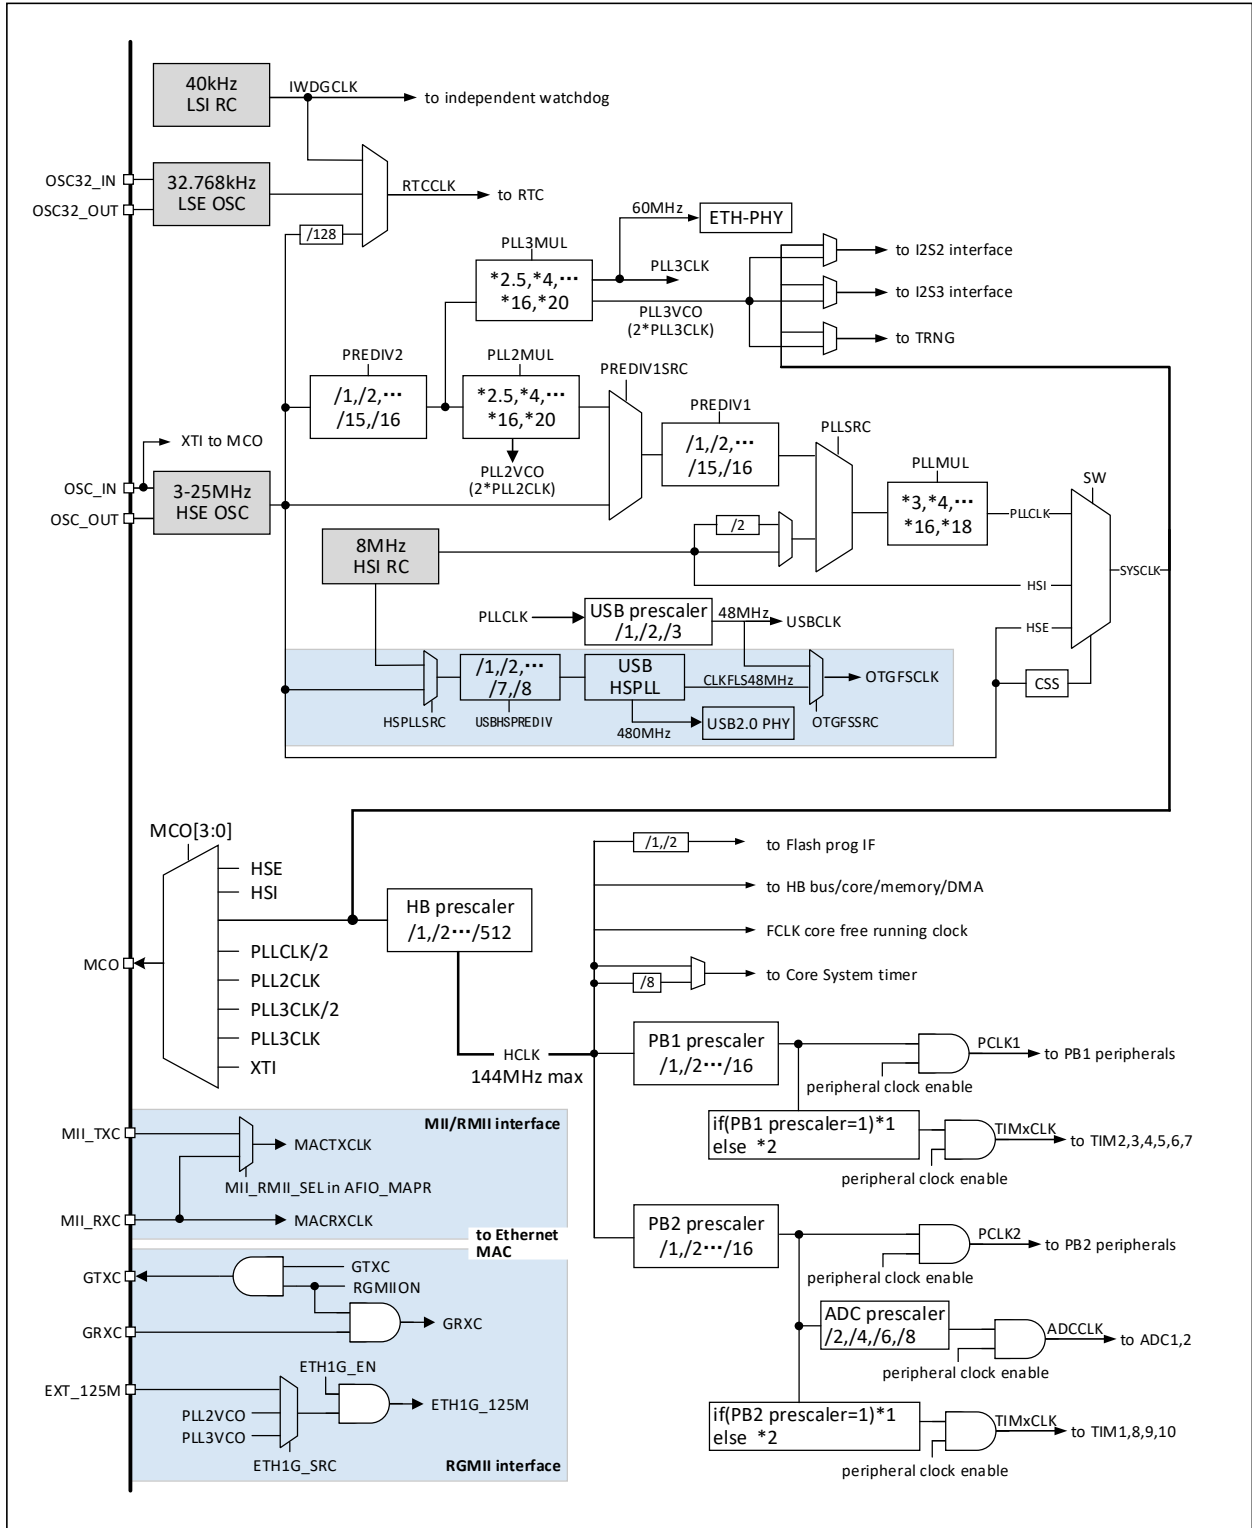 40kHz
LSI RC
IWDGCLK
to independent watchdog
OSC32_IN
OSC32_OUT
32.768kHz
LSE OSC
RTCCLK
to RTC
/128
60MHz
ETH-PHY
PLL3MUL
*2.5,*4,⋯
*16,*20
PLL3CLK
PLL3VCO
(2*PLL3CLK)
to I2S2 interface
to I2S3 interface
to TRNG
PREDIV2
/1,/2,⋯
/15,/16
PLL2MUL
*2.5,*4,⋯
*16,*20
PLL2VCO
(2*PLL2CLK)
PREDIV1SRC
PREDIV1
/1,/2,⋯
/15,/16
PLLSRC
PLLMUL
*3,*4,⋯
*16,*18
PLLCLK
SW
SYSCLK
XTI to MCO
OSC_IN
OSC_OUT
3-25MHz
HSE OSC
/2
8MHz
HSI RC
HSI
HSE
CSS
PLLCLK
USB prescaler
/1,/2,/3
48MHz
USBCLK
/1,/2,⋯
/7,/8
USB
HSPLL
CLKFLS48MHz
OTGFSCLK
HSPLLSRC
USBHSPREDIV
480MHz
USB2.0 PHY
OTGFSSRC
MCO[3:0]
HSE
HSI
PLLCLK/2
PLL2CLK
PLL3CLK/2
PLL3CLK
XTI
MCO
HB prescaler
/1,/2⋯/512
HCLK
144MHz max
/1,/2
to Flash prog IF
to HB bus/core/memory/DMA
FCLK core free running clock
/8
to Core System timer
PB1 prescaler
/1,/2⋯/16
PCLK1
to PB1 peripherals
peripheral clock enable
if(PB1 prescaler=1)*1
else *2
TIMxCLK
to TIM2,3,4,5,6,7
peripheral clock enable
PB2 prescaler
/1,/2⋯/16
PCLK2
to PB2 peripherals
peripheral clock enable
ADC prescaler
/2,/4,/6,/8
ADCCLK
to ADC1,2
peripheral clock enable
if(PB2 prescaler=1)*1
else *2
TIMxCLK
to TIM1,8,9,10
peripheral clock enable
MII/RMII interface
MII_TXC
MACTXCLK
MII_RMII_SEL in AFIO_MAPR
MII_RXC
MACRXCLK
to Ethernet
MAC
GTXC
GTXC
RGMIION
GRXC
GRXC
ETH1G_EN
EXT_125M
PLL2VCO
PLL3VCO
ETH1G_125M
ETH1G_SRC
RGMII interface